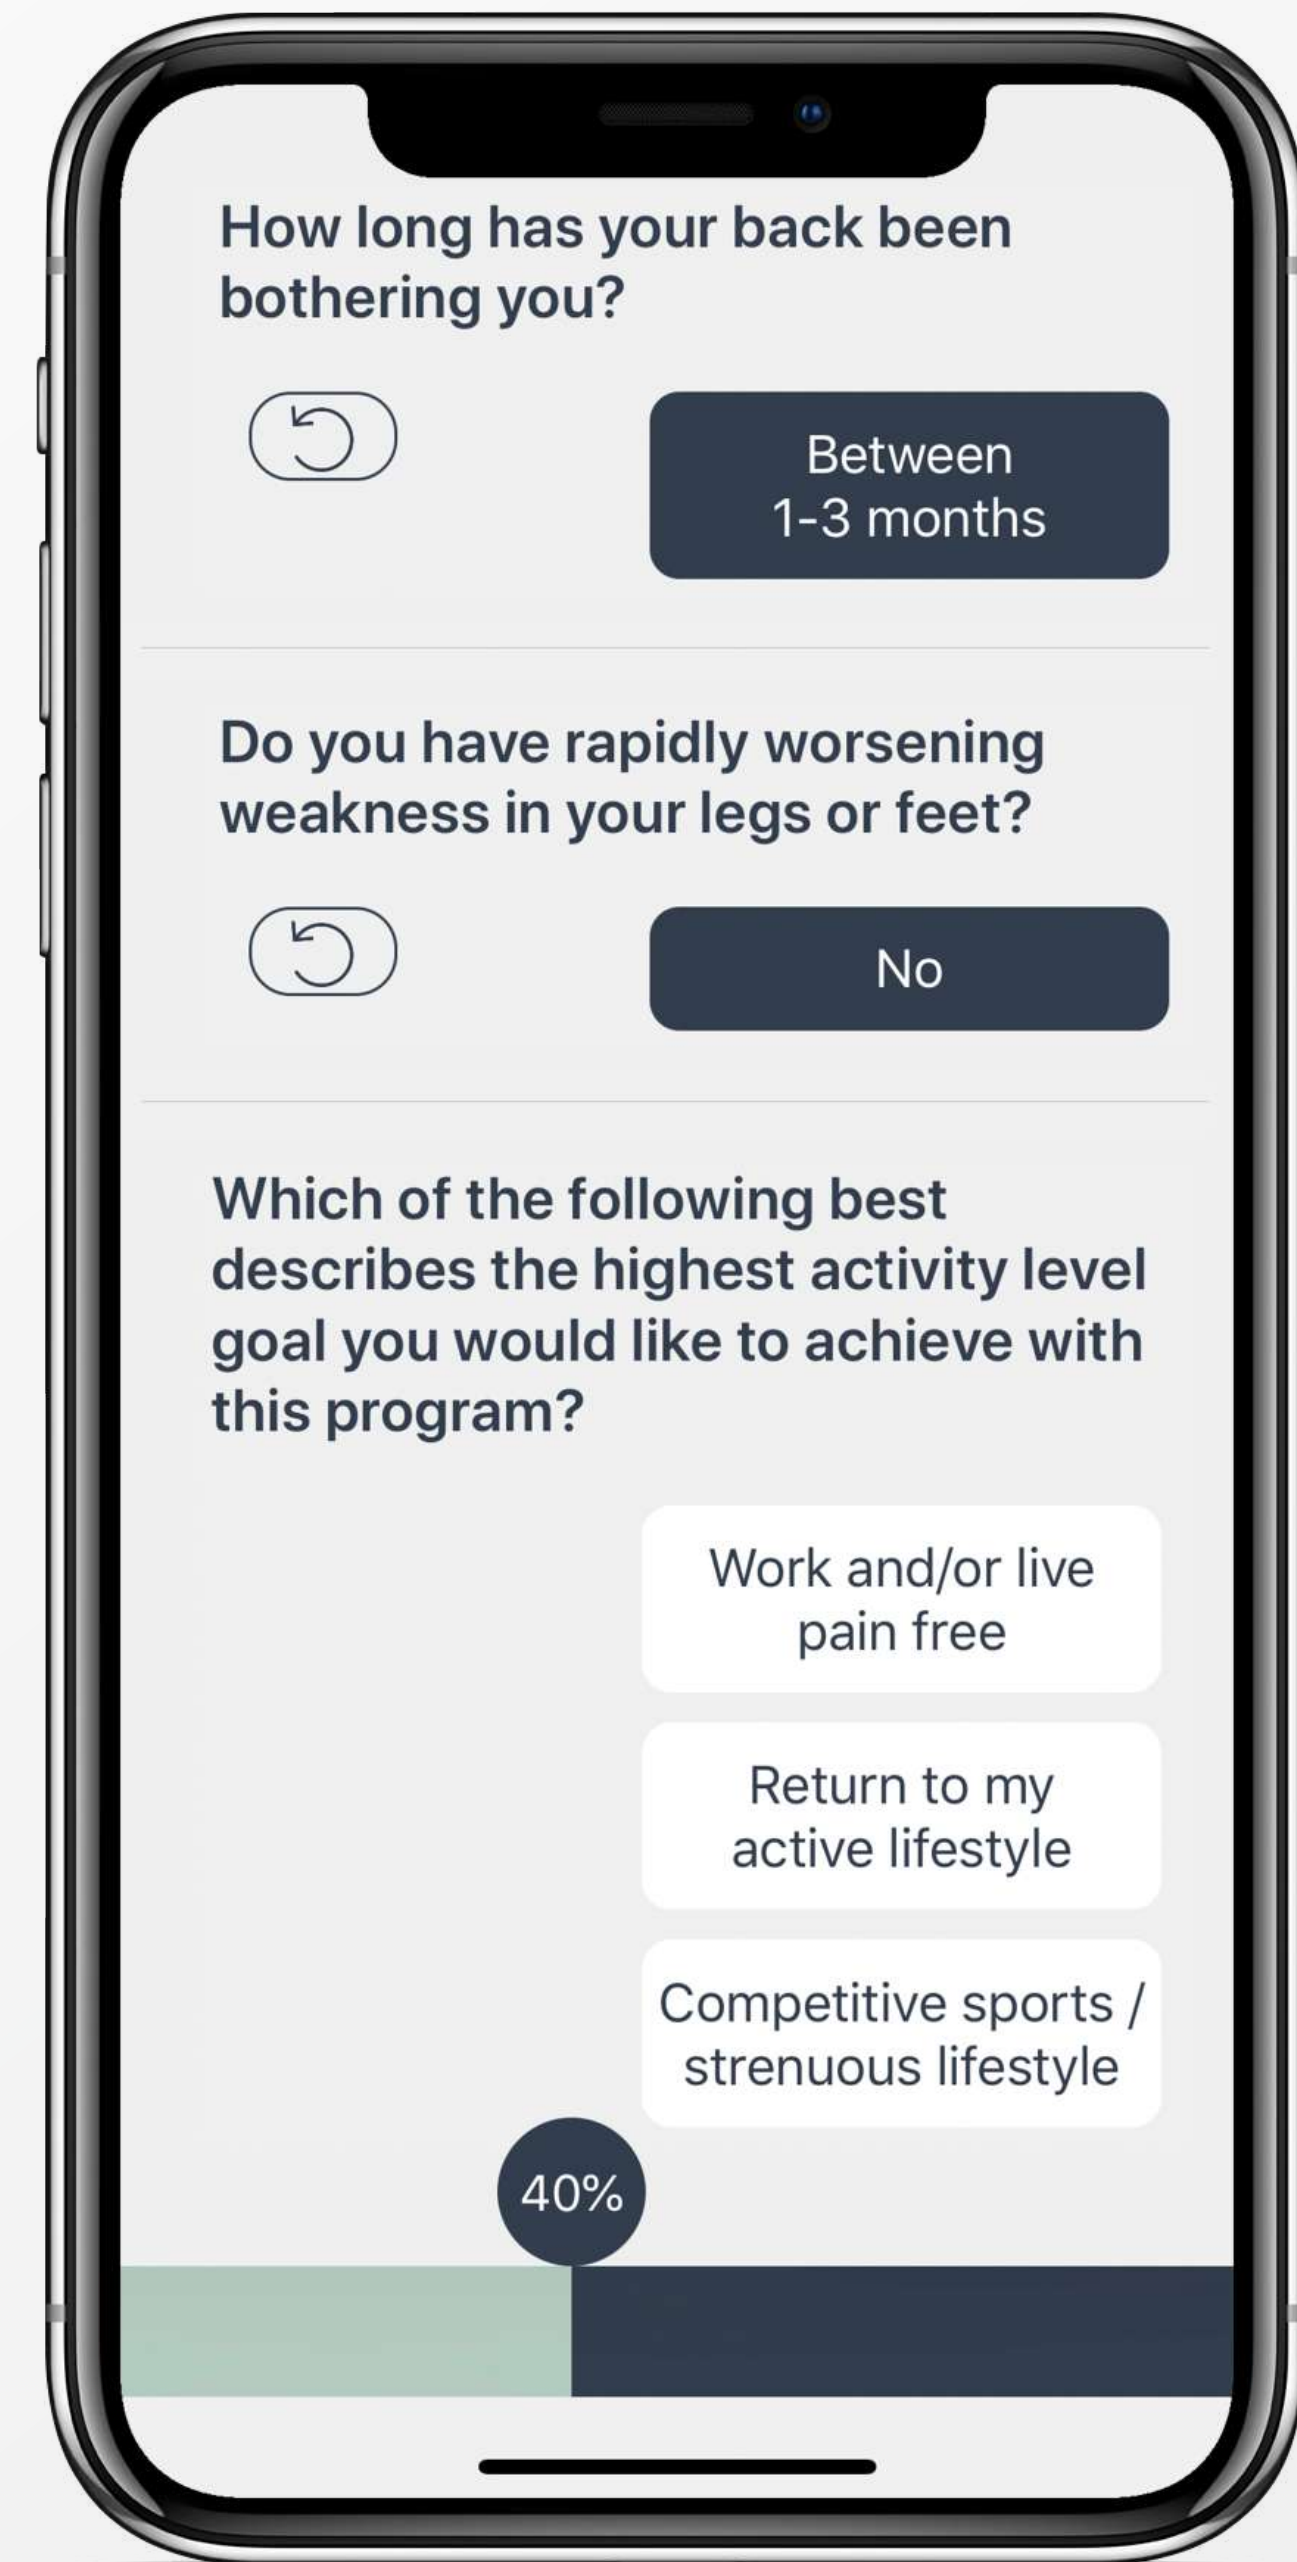 How long has your back been
bothering you?
Between
1-3 months
Do you have rapidly worsening
weakness in your legs or feet?
No
Which of the following best
describes the highest activity level
goal you would like to achieve with
this program?
Work and/or live
pain free
Return to my
active lifestyle
Competitive sports /
strenuous lifestyle
40%